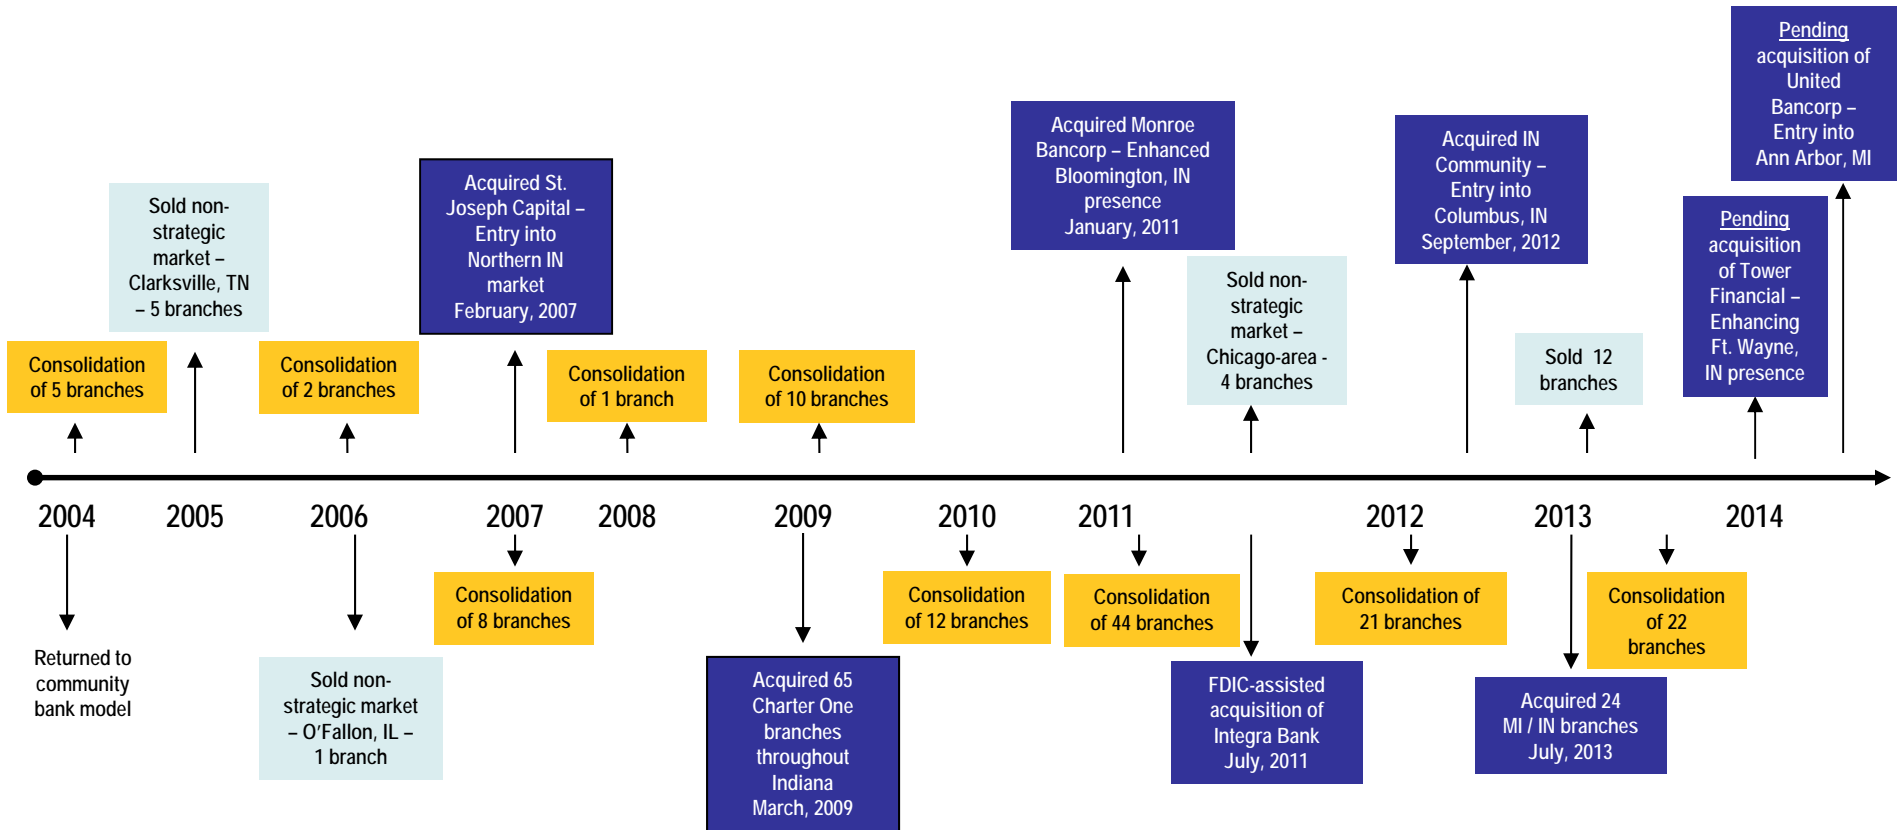 Pending
acquisition of
United
Bancorp –
Entry into
Ann Arbor, MI
Acquired Monroe
Bancorp – Enhanced
Bloomington, IN
presence
January, 2011
Acquired IN
Community –
Entry into
Columbus, IN
September, 2012
Acquired St.
Joseph Capital –
Entry into
Northern IN
market
February, 2007
Sold non-
strategic
market –
Clarksville, TN
– 5 branches
Pending
acquisition
of Tower
Financial –
Enhancing
Ft. Wayne,
IN presence
Sold non-
strategic
market –
Chicago-area -
4 branches
Sold 12
branches
Consolidation
of 5 branches
Consolidation
of 2 branches
Consolidation
of 1 branch
Consolidation
of 10 branches
2004
2005
2006
2007
2008
2009
2010
2011
2012
2013
2014
Returned to
community
bank model
Sold non-
strategic market
– O'Fallon, IL –
1 branch
Consolidation
of 8 branches
Acquired 65
Charter One
branches
throughout
Indiana
March, 2009
Consolidation
of 12 branches
Consolidation
of 44 branches
FDIC-assisted
acquisition of
Integra Bank
July, 2011
Consolidation of
21 branches
Acquired 24
MI / IN branches
July, 2013
Consolidation
of 22
branches